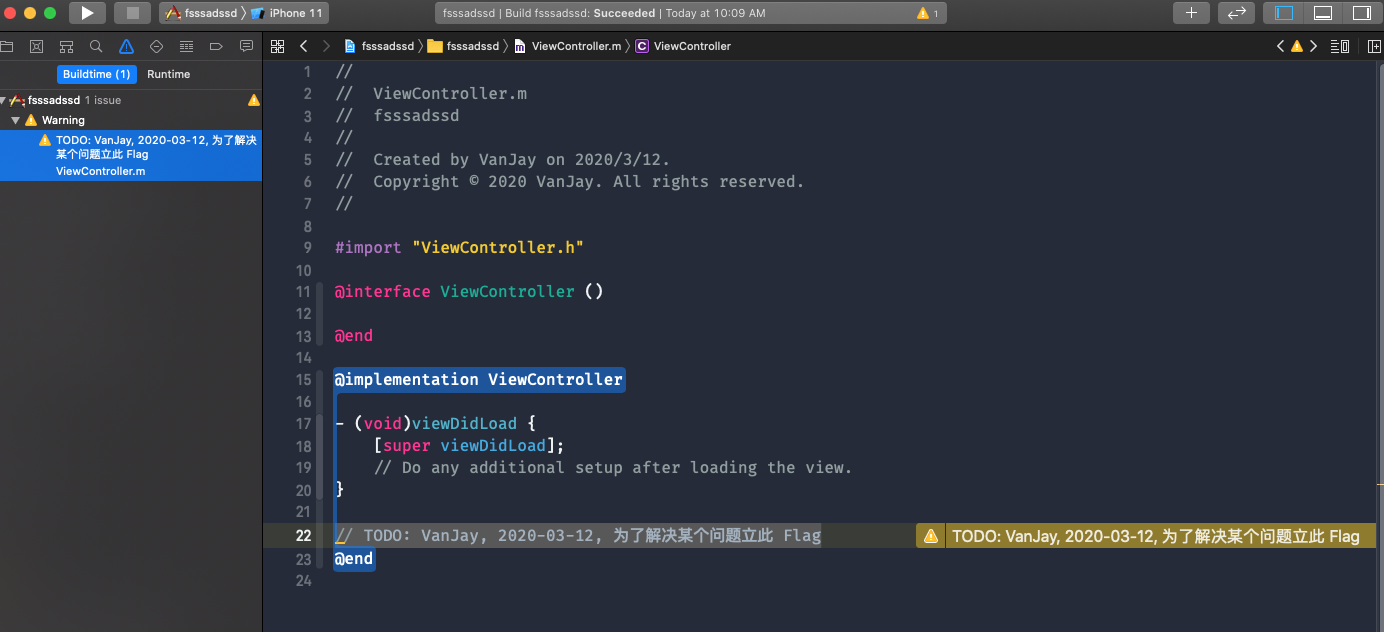 fsssadssd 〉 iPhone 11
fsssadssd | Build fsssadssd: Succeeded | Today at 10:09 AM
1
fsssadssd 〉 fsssadssd 〉 ViewController.m 〉 C ViewController
Buildtime (1) Runtime
fsssadssd 1 issue
Warning
TODO: VanJay, 2020-03-12, 为了解决
某个问题立此 Flag
ViewController.m
1 //
2 //  ViewController.m
3 //  fsssadssd
4 //
5 //  Created by VanJay on 2020/3/12.
6 //  Copyright © 2020 VanJay. All rights reserved.
7 //
8
9 #import "ViewController.h"
10
11 @interface ViewController ()
12
13 @end
14
15 @implementation ViewController
16
17 - (void)viewDidLoad {
18     [super viewDidLoad];
19     // Do any additional setup after loading the view.
20 }
21
22 // TODO: VanJay, 2020-03-12, 为了解决某个问题立此 Flag
TODO: VanJay, 2020-03-12, 为了解决某个问题立此 Flag
23 @end
24